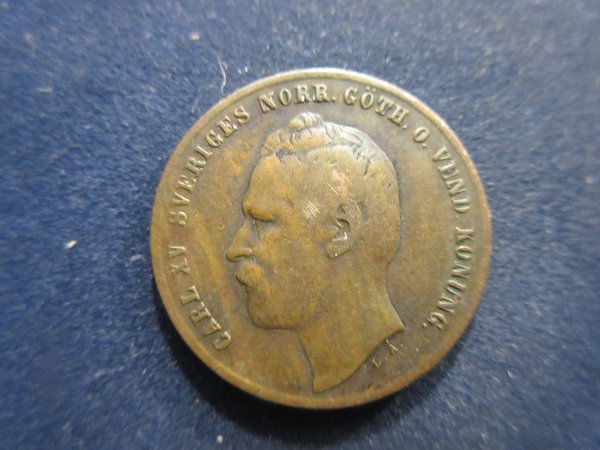 CARL XV SVERIGES NORR. GÖTH. O. VEND. KONUNG.
L. A.